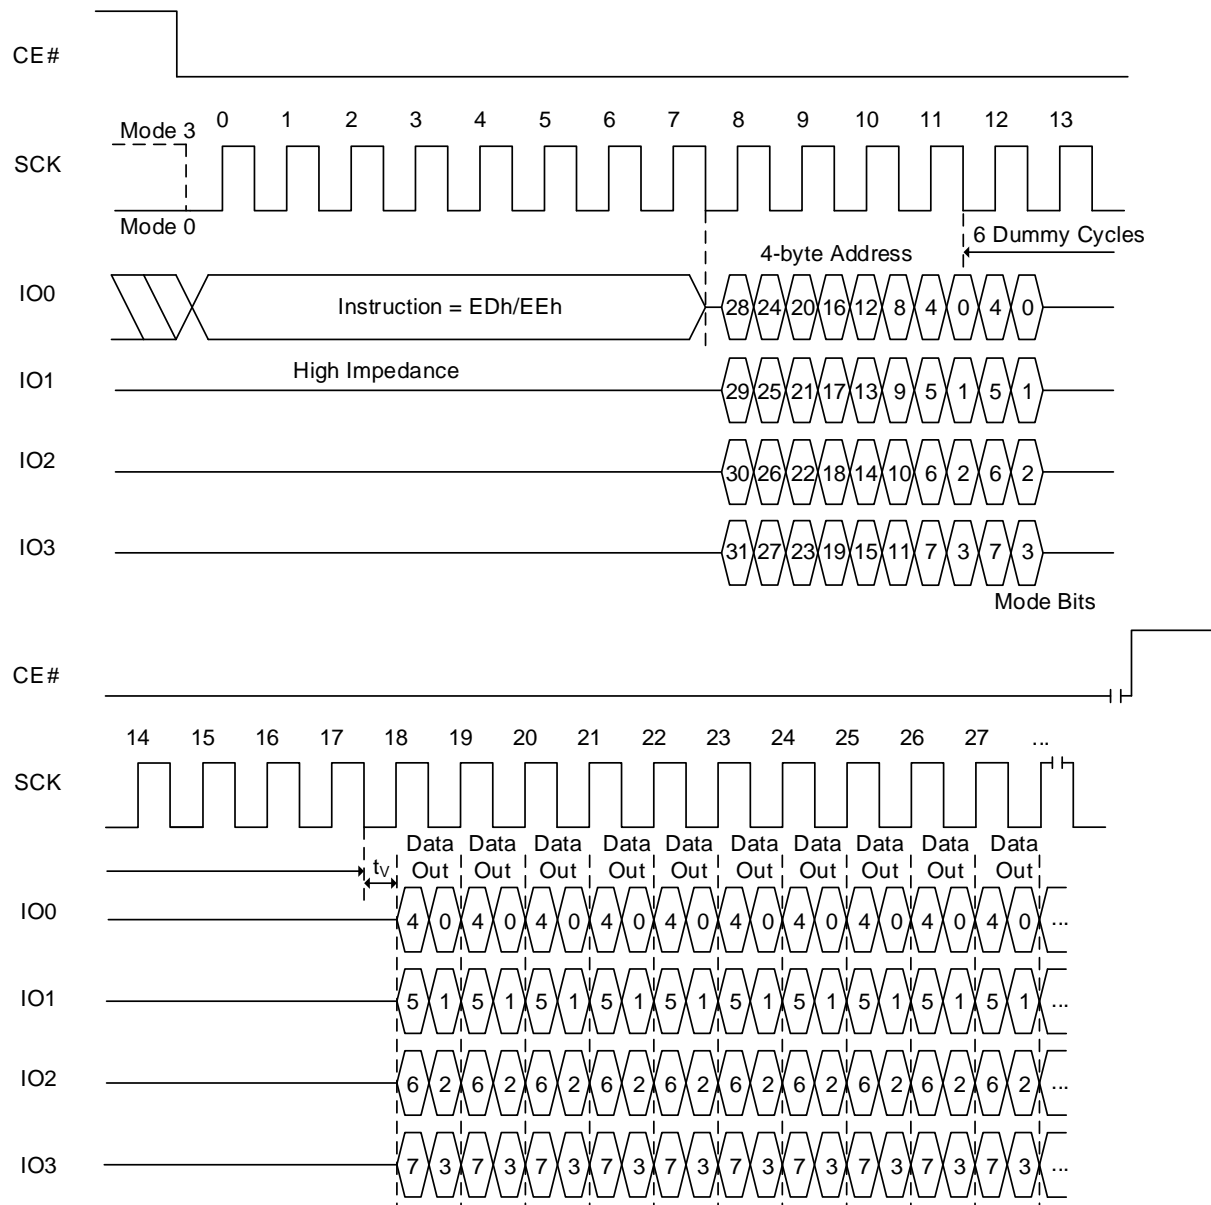 CE#
Mode 3 0 1 2 3 4 5 6 7 8 9 10 11 12 13
SCK
Mode 0
6 Dummy Cycles
4-byte Address
IO0 Instruction = EDh/EEh 28 24 20 16 12 8 4 0 4 0
High Impedance
IO1 29 25 21 17 13 9 5 1 5 1
IO2 30 26 22 18 14 10 6 2 6 2
IO3 31 27 23 19 15 11 7 3 7 3
Mode Bits
CE#
14 15 16 17 18 19 20 21 22 23 24 25 26 27 ...
SCK
Data Data Data Data Data Data Data Data Data Data
tV Out Out Out Out Out Out Out Out Out Out
IO0 4 0 4 0 4 0 4 0 4 0 4 0 4 0 4 0 4 0 4 0 ...
IO1 5 1 5 1 5 1 5 1 5 1 5 1 5 1 5 1 5 1 5 1 ...
IO2 6 2 6 2 6 2 6 2 6 2 6 2 6 2 6 2 6 2 6 2 ...
IO3 7 3 7 3 7 3 7 3 7 3 7 3 7 3 7 3 7 3 7 3 ...